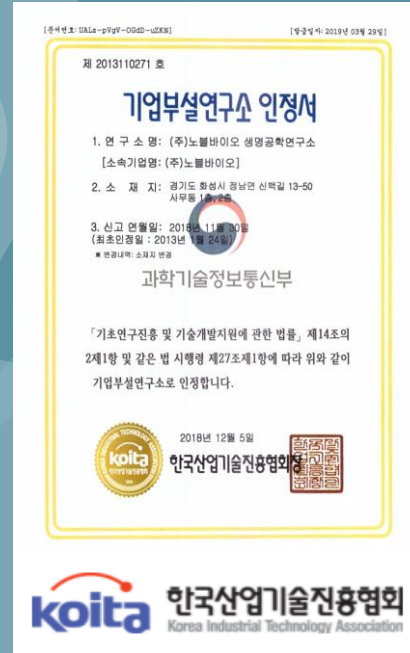 [문서번호: UALs-pVgV-OGdD-uZKN] [발급일자: 2019년 03월 29일]
제 2013110271 호
기업부설연구소 인정서
1. 연 구 소 명: (주)노블바이오 생명공학연구소
[소속기업명: (주)노블바이오]
2. 소 재 지: 경기도 화성시 정남면 신백길 13-50
사무동 1층, 2층
3. 신고 연월일: 2018년 11월 30일
(최초인정일 : 2013년 1월 24일)
■ 변경내역: 소재지 변경
과학기술정보통신부
「기초연구진흥 및 기술개발지원에 관한 법률」 제14조의
2제1항 및 같은 법 시행령 제27조제1항에 따라 위와 같이
기업부설연구소로 인정합니다.
2018년 12월 5일
koita
한국산업기술진흥협회장
koita 한국산업기술진흥협회
Korea Industrial Technology Association